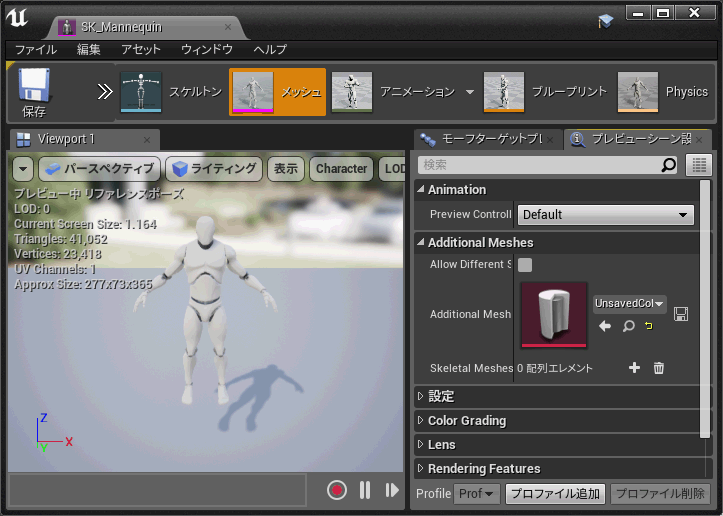 SK_Mannequin
ファイル 編集 アセット ウィンドウ ヘルプ
保存
スケルトン
メッシュ
アニメーション
ブループリント
Physics
Viewport 1
パースペクティブ
ライティング
表示
Character
LOD
プレビュー中 リファレンスポーズ
LOD: 0
Current Screen Size: 1.164
Triangles: 41,052
Vertices: 23,418
UV Channels: 1
Approx Size: 277x73x365
Z
X
Y
モーフターゲットプレ
プレビューシーン設
検索
Animation
Preview Controll
Default
Additional Meshes
Allow Different S
Additional Mesh
UnsavedCol
Skeletal Meshes
0 配列エレメント
設定
Color Grading
Lens
Rendering Features
Profile
Prof
プロファイル追加
プロファイル削除